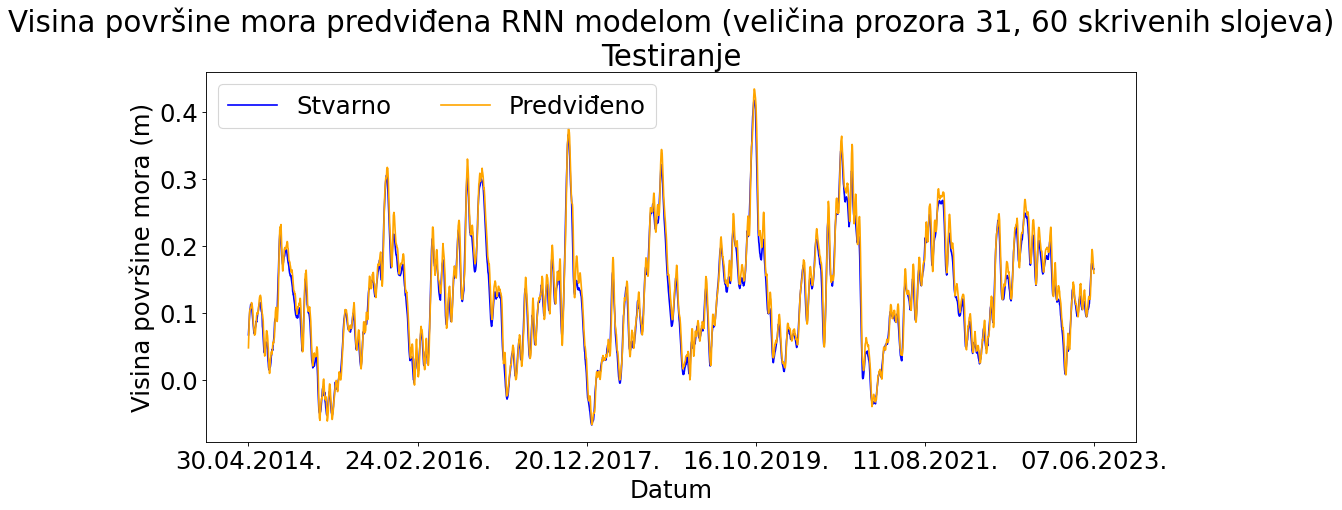 Visina površine mora predviđena RNN modelom (veličina prozora 31, 60 skrivenih slojeva)
Testiranje
Stvarno
Predviđeno
Visina površine mora (m)
0.4
0.3
0.2
0.1
0.0
30.04.2014.
24.02.2016.
20.12.2017.
16.10.2019.
11.08.2021.
07.06.2023.
Datum